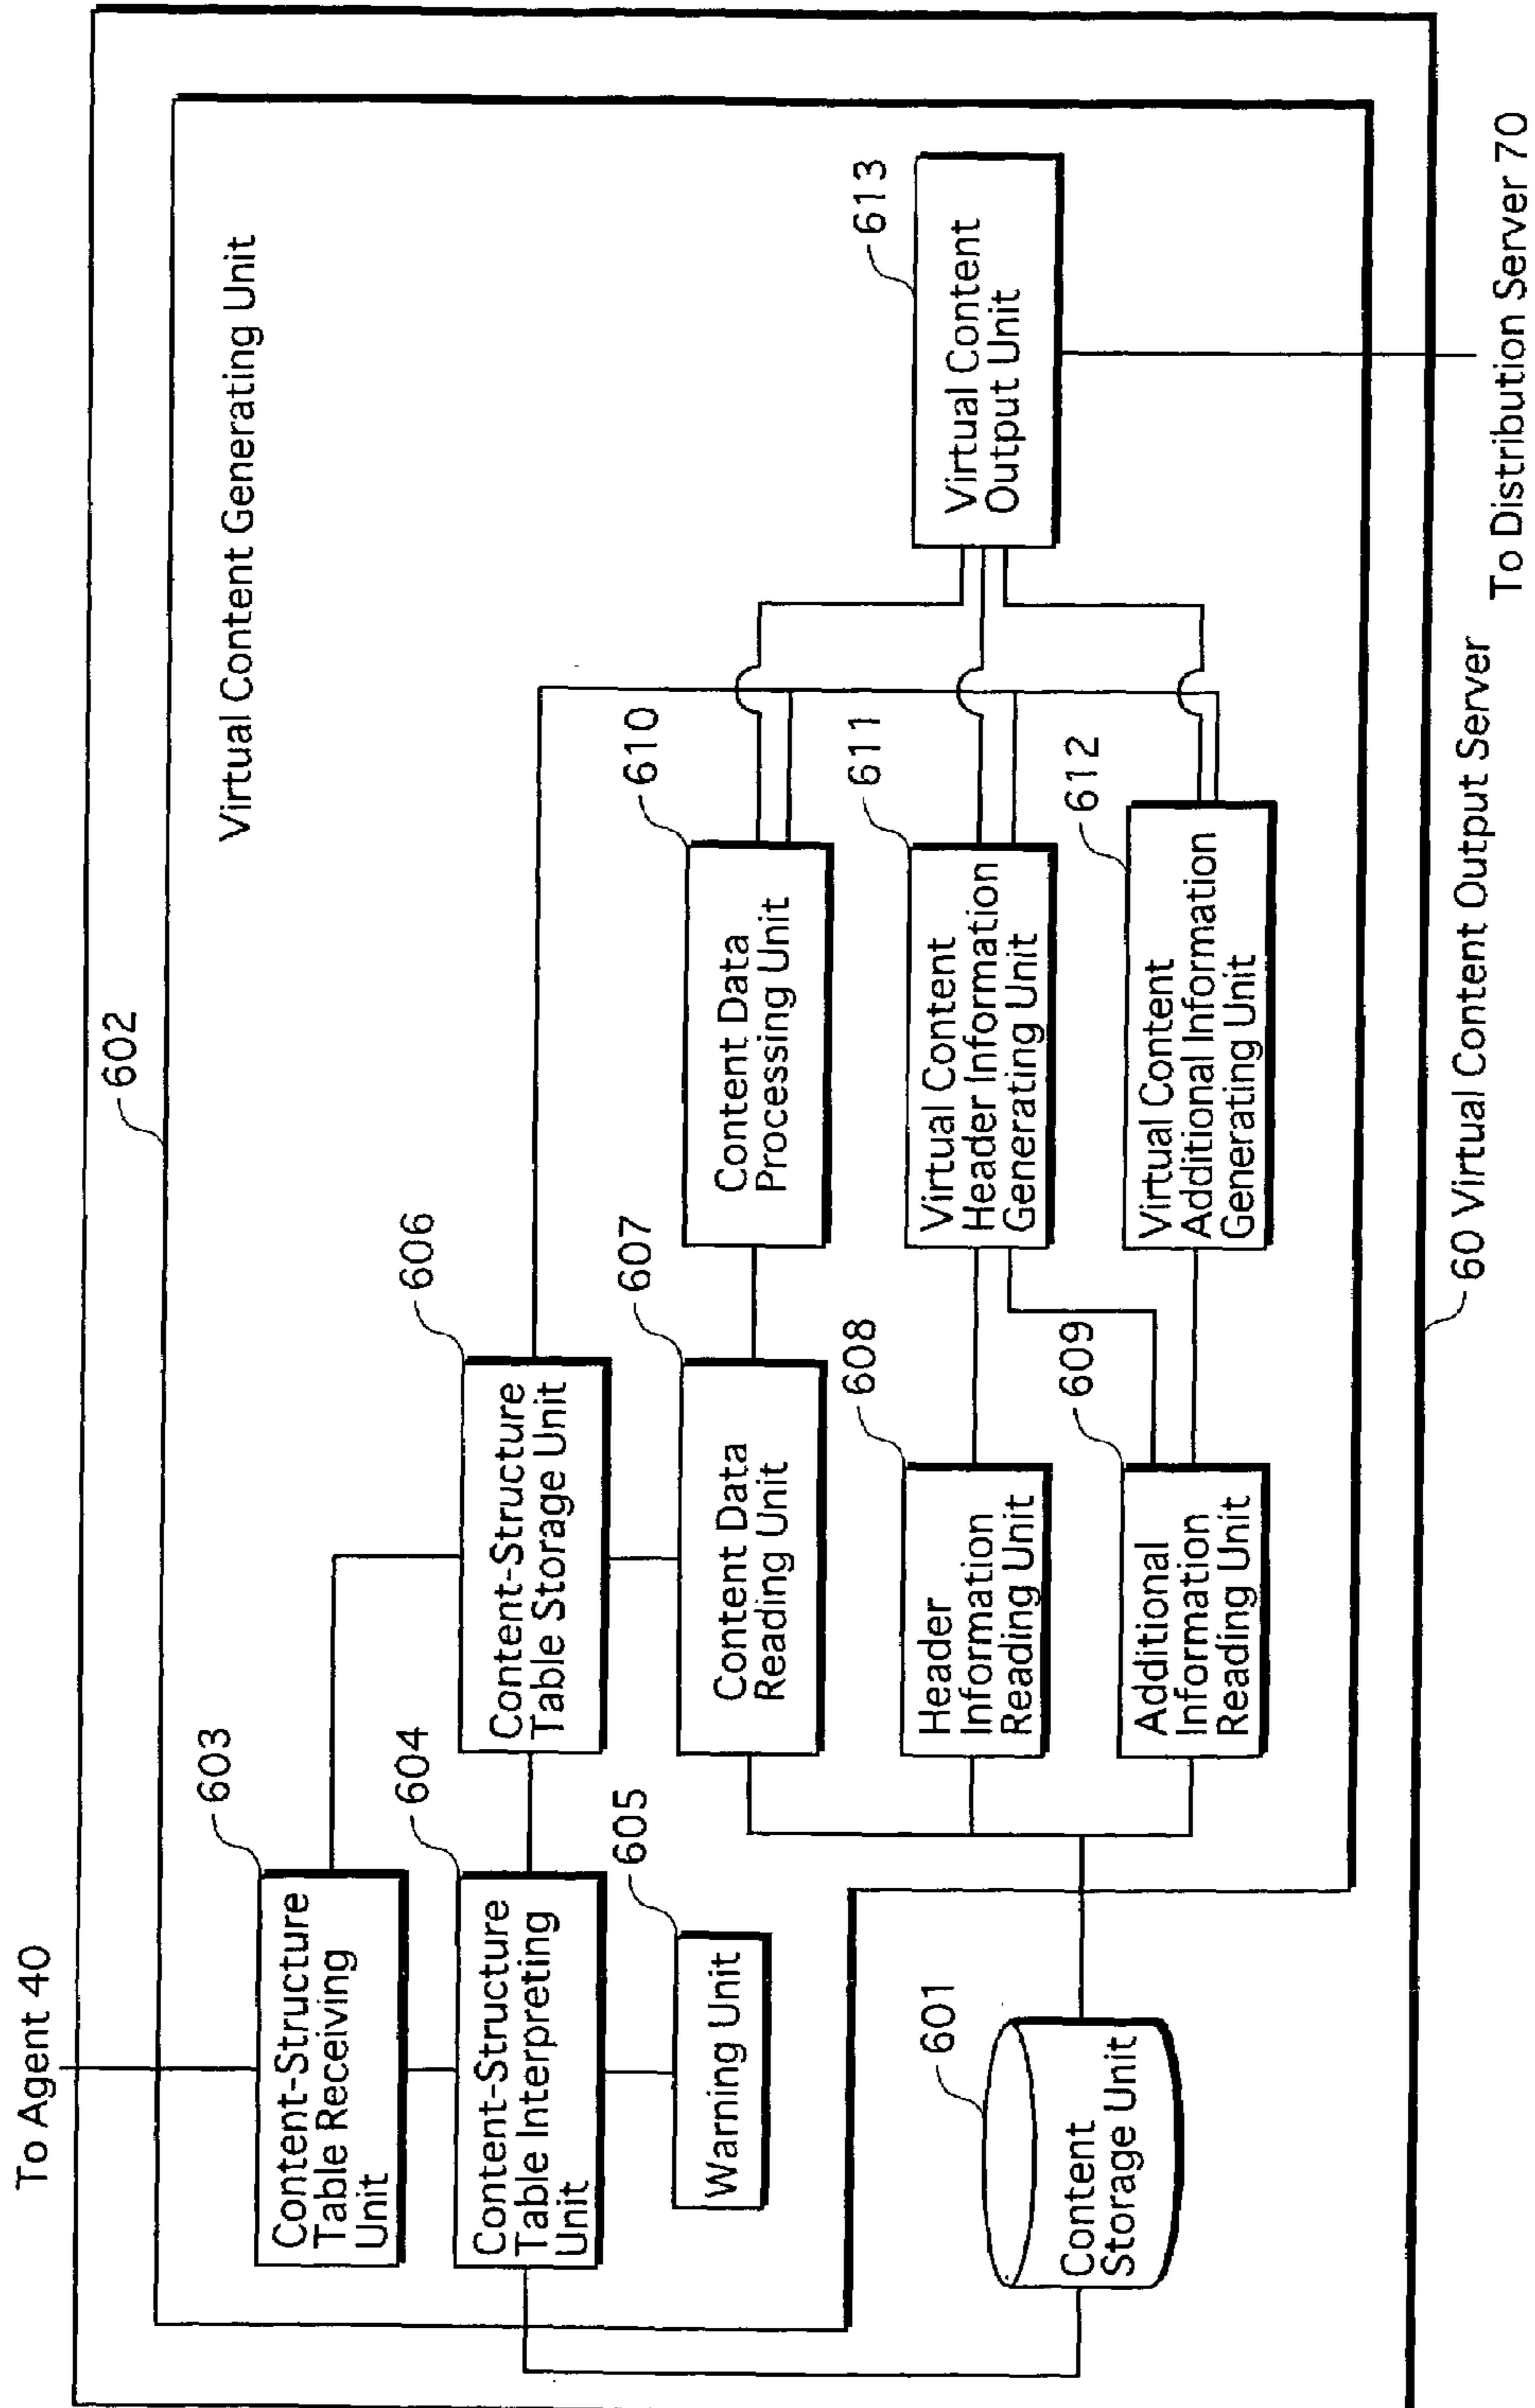 To Agent 40
602
Virtual Content Generating Unit
603
Content-Structure
Table Receiving
Unit
604
Content-Structure
Table Interpreting
Unit
605
Warning Unit
606
Content-Structure
Table Storage Unit
607
Content Data
Reading Unit
610
Content Data
Processing Unit
608
Header
Information
Reading Unit
611
Virtual Content
Header Information
Generating Unit
609
Additional
Information
Reading Unit
612
Virtual Content
Additional Information
Generating Unit
613
Virtual Content
Output Unit
601
Content
Storage Unit
60 Virtual Content Output Server
To Distribution Server 70